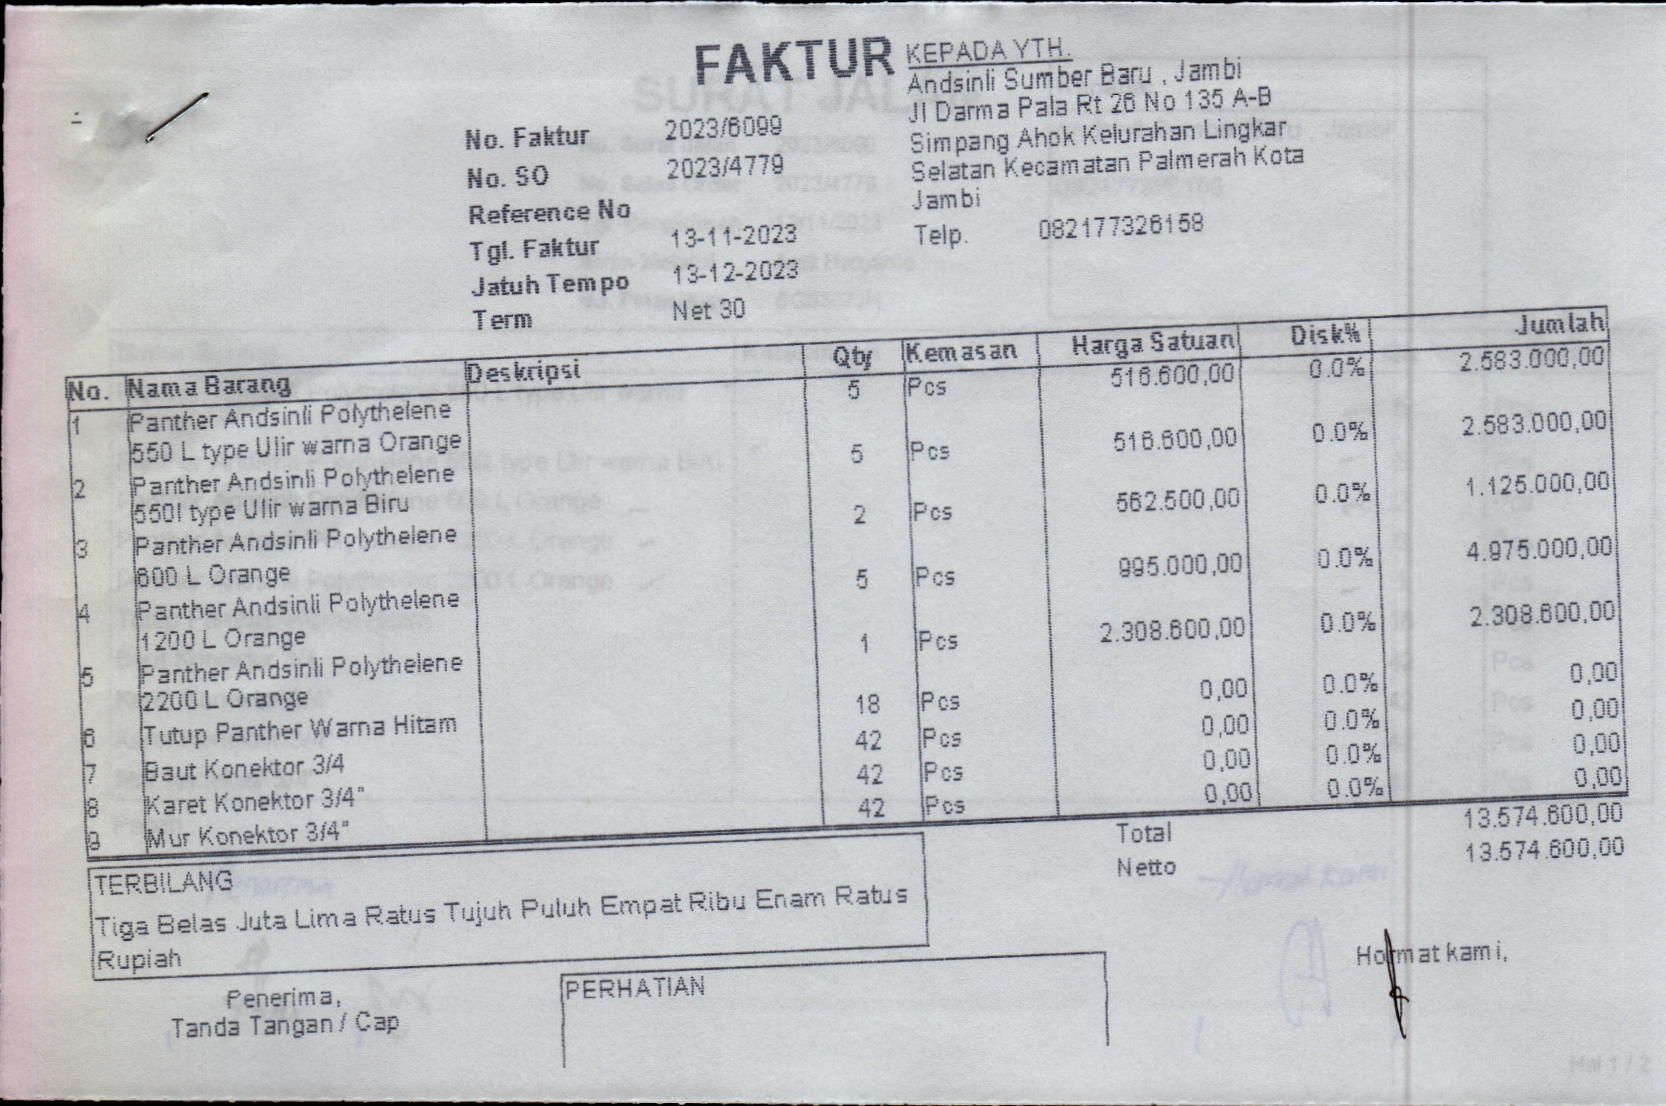 FAKTUR
KEPADA YTH.
Andsinli Sumber Baru , Jambi
Jl Darma Pala Rt 26 No 135 A-B
Simpang Ahok Kelurahan Lingkar
Selatan Kecamatan Palmerah Kota
Jambi
Telp. 082177326158
No. Faktur 2023/6099
No. SO 2023/4779
Reference No
Tgl. Faktur 13-11-2023
Jatuh Tempo 13-12-2023
Term Net 30
No. Nama Barang Deskripsi Qty Kemasan Harga Satuan Disk% Jumlah
1 Panther Andsinli Polythelene 5 Pcs 516.600,00 0.0% 2.583.000,00
550 L type Ulir warna Orange
2 Panther Andsinli Polythelene 5 Pcs 516.600,00 0.0% 2.583.000,00
550l type Ulir warna Biru
3 Panther Andsinli Polythelene 2 Pcs 562.500,00 0.0% 1.125.000,00
600 L Orange
4 Panther Andsinli Polythelene 5 Pcs 995.000,00 0.0% 4.975.000,00
1200 L Orange
5 Panther Andsinli Polythelene 1 Pcs 2.308.600,00 0.0% 2.308.600,00
2200 L Orange
6 Tutup Panther Warna Hitam 18 Pcs 0,00 0.0% 0,00
7 Baut Konektor 3/4 42 Pcs 0,00 0.0% 0,00
8 Karet Konektor 3/4" 42 Pcs 0,00 0.0% 0,00
9 Mur Konektor 3/4" 42 Pcs 0,00 0.0% 0,00
Total 13.574.600,00
Netto 13.574.600,00
TERBILANG
Tiga Belas Juta Lima Ratus Tujuh Puluh Empat Ribu Enam Ratus
Rupiah
Penerima,
Tanda Tangan / Cap
PERHATIAN
Hormat kami,
Hal 1 / 2